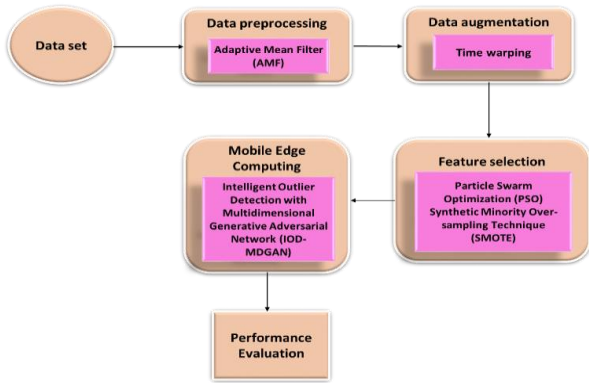 Data set
Data preprocessing
Adaptive Mean Filter
(AMF)
Data augmentation
Time warping
Feature selection
Particle Swarm
Optimization (PSO)
Synthetic Minority Over-
sampling Technique
(SMOTE)
Mobile Edge
Computing
Intelligent Outlier
Detection with
Multidimensional
Generative Adversarial
Network (IOD-
MDGAN)
Performance
Evaluation